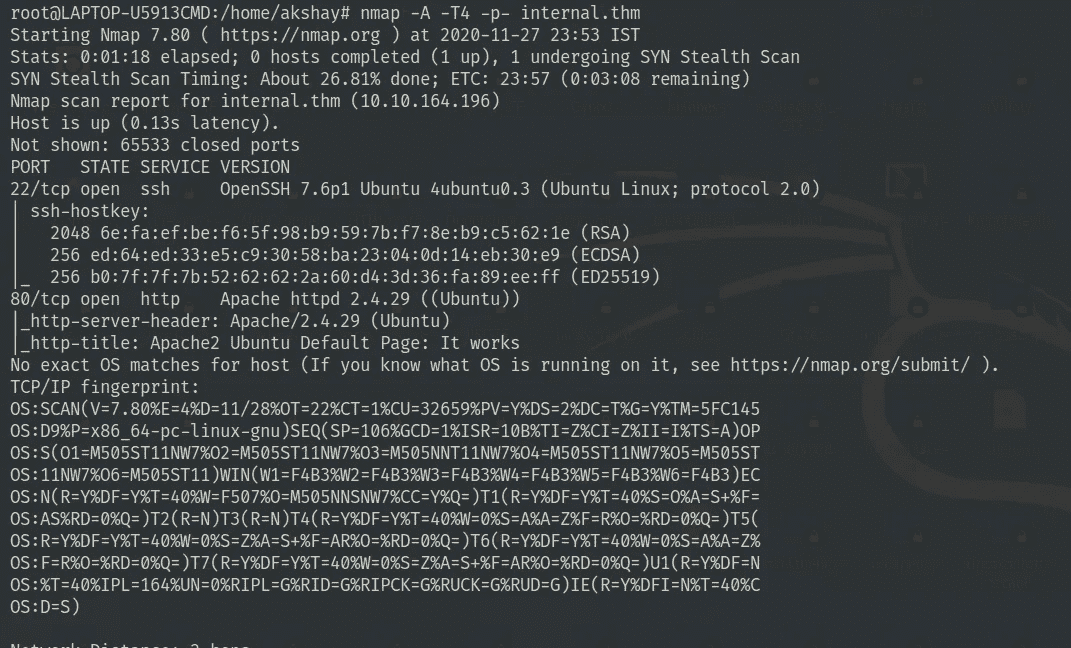 root@LAPTOP-U5913CMD:/home/akshay# nmap -A -T4 -p- internal.thm
Starting Nmap 7.80 ( https://nmap.org ) at 2020-11-27 23:53 IST
Stats: 0:01:18 elapsed; 0 hosts completed (1 up), 1 undergoing SYN Stealth Scan
SYN Stealth Scan Timing: About 26.81% done; ETC: 23:57 (0:03:08 remaining)
Nmap scan report for internal.thm (10.10.164.196)
Host is up (0.13s latency).
Not shown: 65533 closed ports
PORT   STATE SERVICE VERSION
22/tcp open  ssh     OpenSSH 7.6p1 Ubuntu 4ubuntu0.3 (Ubuntu Linux; protocol 2.0)
| ssh-hostkey:
|   2048 6e:fa:ef:be:f6:5f:98:b9:59:7b:f7:8e:b9:c5:62:1e (RSA)
|   256 ed:64:ed:33:e5:c9:30:58:ba:23:04:0d:14:eb:30:e9 (ECDSA)
|_  256 b0:7f:7f:7b:52:62:62:2a:60:d4:3d:36:fa:89:ee:ff (ED25519)
80/tcp open  http    Apache httpd 2.4.29 ((Ubuntu))
|_http-server-header: Apache/2.4.29 (Ubuntu)
|_http-title: Apache2 Ubuntu Default Page: It works
No exact OS matches for host (If you know what OS is running on it, see https://nmap.org/submit/ ).
TCP/IP fingerprint:
OS:SCAN(V=7.80%E=4%D=11/28%OT=22%CT=1%CU=32659%PV=Y%DS=2%DC=T%G=Y%TM=5FC145
OS:D9%P=x86_64-pc-linux-gnu)SEQ(SP=106%GCD=1%ISR=10B%TI=Z%CI=Z%II=I%TS=A)OP
OS:S(O1=M505ST11NW7%O2=M505ST11NW7%O3=M505NNT11NW7%O4=M505ST11NW7%O5=M505ST
OS:11NW7%O6=M505ST11)WIN(W1=F4B3%W2=F4B3%W3=F4B3%W4=F4B3%W5=F4B3%W6=F4B3)EC
OS:N(R=Y%DF=Y%T=40%W=F507%O=M505NNSNW7%CC=Y%Q=)T1(R=Y%DF=Y%T=40%S=O%A=S+%F=
OS:AS%RD=0%Q=)T2(R=N)T3(R=N)T4(R=Y%DF=Y%T=40%W=0%S=A%A=Z%F=R%O=%RD=0%Q=)T5(
OS:R=Y%DF=Y%T=40%W=0%S=Z%A=S+%F=AR%O=%RD=0%Q=)T6(R=Y%DF=Y%T=40%W=0%S=A%A=Z%
OS:F=R%O=%RD=0%Q=)T7(R=Y%DF=Y%T=40%W=0%S=Z%A=S+%F=AR%O=%RD=0%Q=)U1(R=Y%DF=N
OS:%T=40%IPL=164%UN=0%RIPL=G%RID=G%RIPCK=G%RUCK=G%RUD=G)IE(R=Y%DFI=N%T=40%C
OS:D=S)
Network Distance: 2 hops